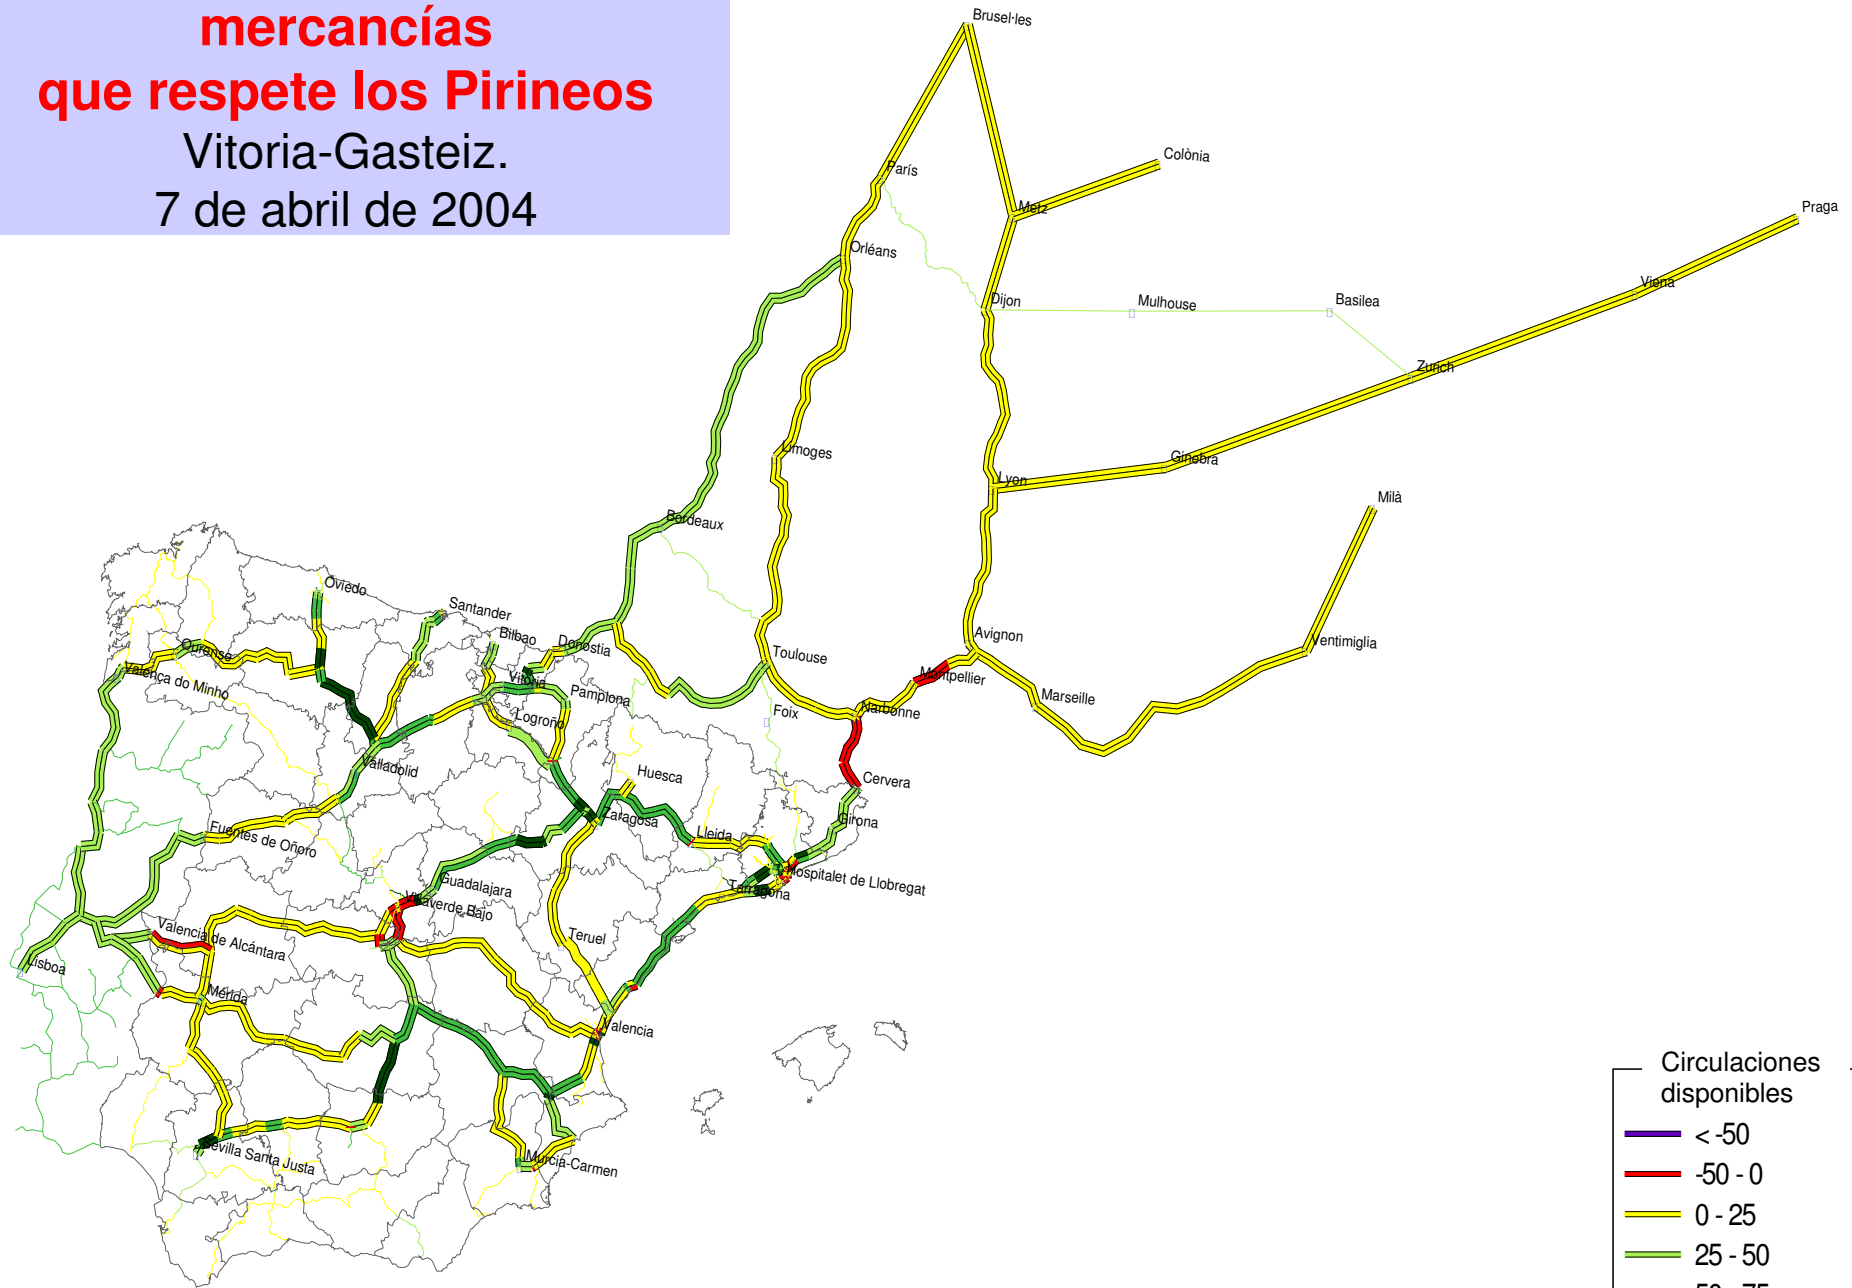 mercancías
que respete los Pirineos
Vitoria-Gasteiz.
7 de abril de 2004
Brusel·les
París
Colònia
Metz
Praga
Orléans
Viena
Dijon
Mulhouse
Basilea
Zurich
Limoges
Ginebra
Lyon
Milà
Bordeaux
Oviedo
Santander
Bilbao
Donostia
Avignon
Ventimiglia
Ourense
Toulouse
Valença do Minho
Vitoria
Montpellier
Pamplona
Marseille
Logroño
Foix
Narbonne
Valladolid
Huesca
Cervera
Zaragosa
Girona
Fuentes de Oñoro
Lleida
Guadalajara
Hospitalet de Llobregat
Tarragona
Villaverde Bajo
Valencia de Alcántara
Teruel
Lisboa
Mérida
Valencia
Sevilla Santa Justa
Murcia-Carmen
Circulaciones
disponibles
< -50
-50 - 0
0 - 25
25 - 50